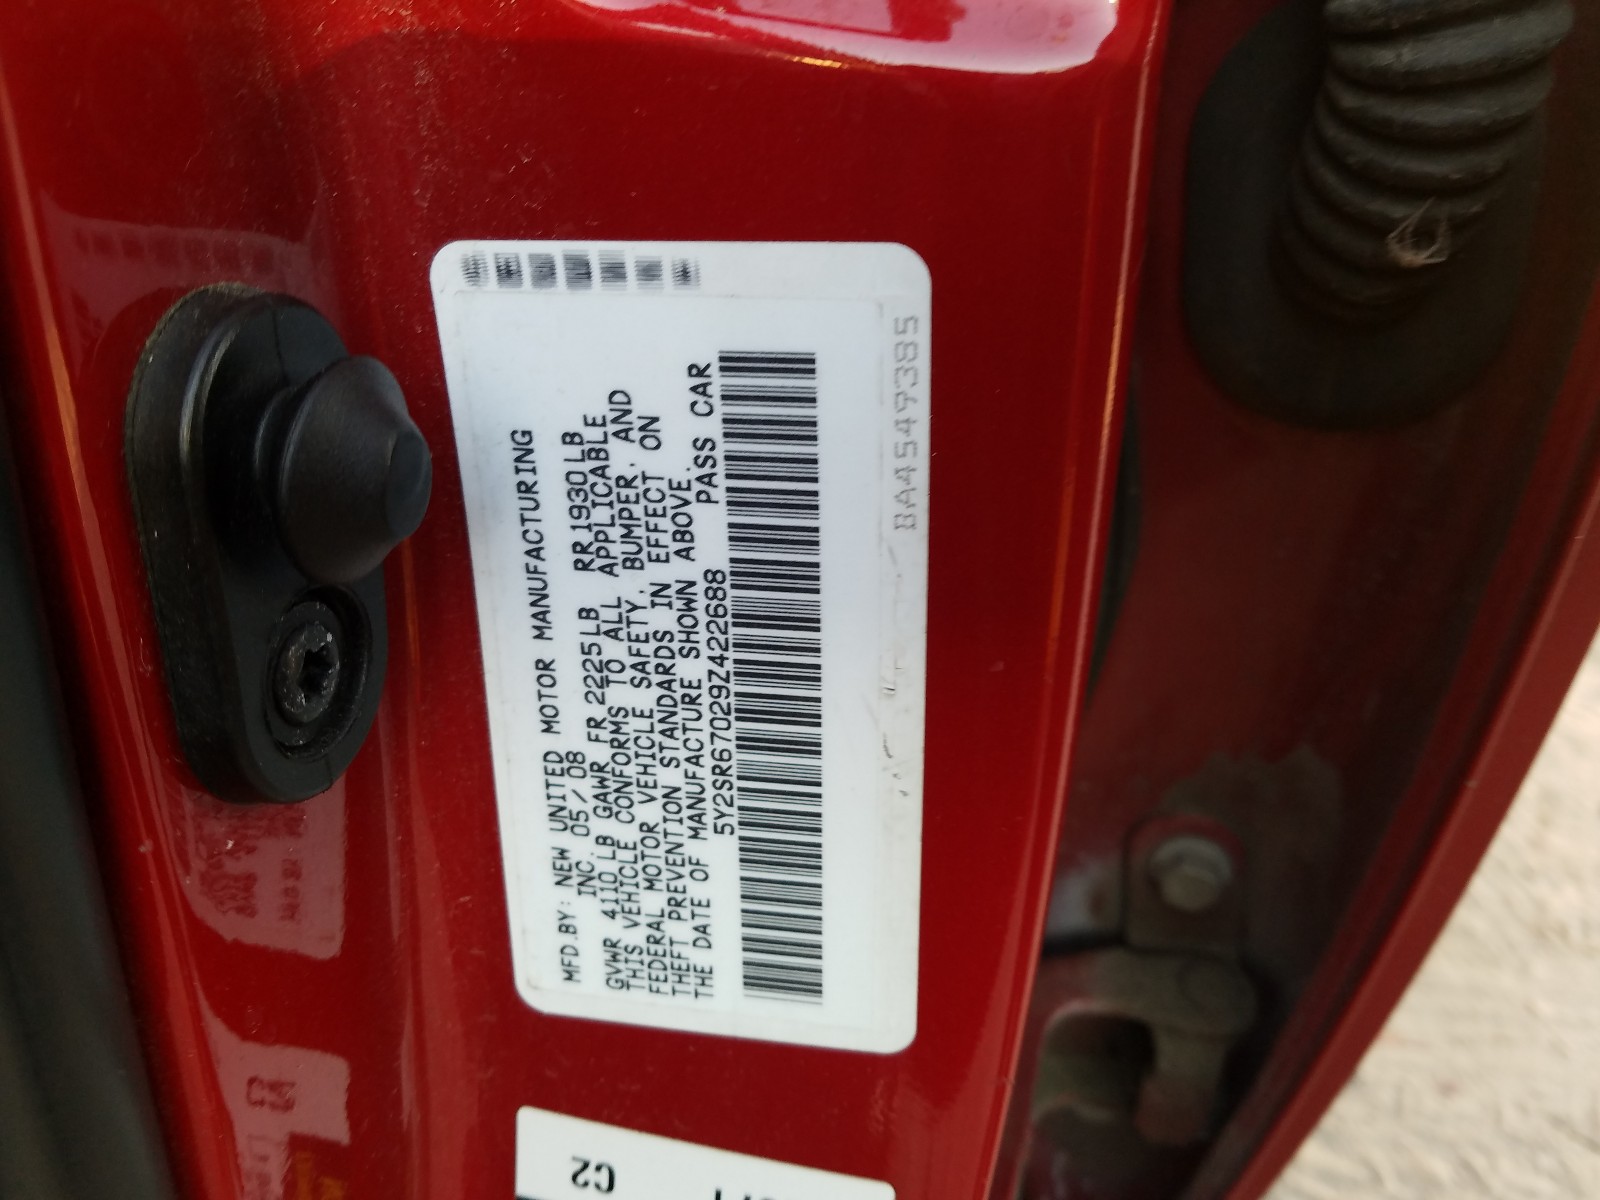 MFD.BY: NEW UNITED MOTOR MANUFACTURING
INC. 05/08
GVWR 4110 LB GAWR FR 2225 LB RR 1930 LB
THIS VEHICLE CONFORMS TO ALL APPLICABLE
FEDERAL MOTOR VEHICLE SAFETY, BUMPER, AND
THEFT PREVENTION STANDARDS IN EFFECT ON
THE DATE OF MANUFACTURE SHOWN ABOVE.
5Y2SR67029Z422688 PASS CAR
BA4549385
C2